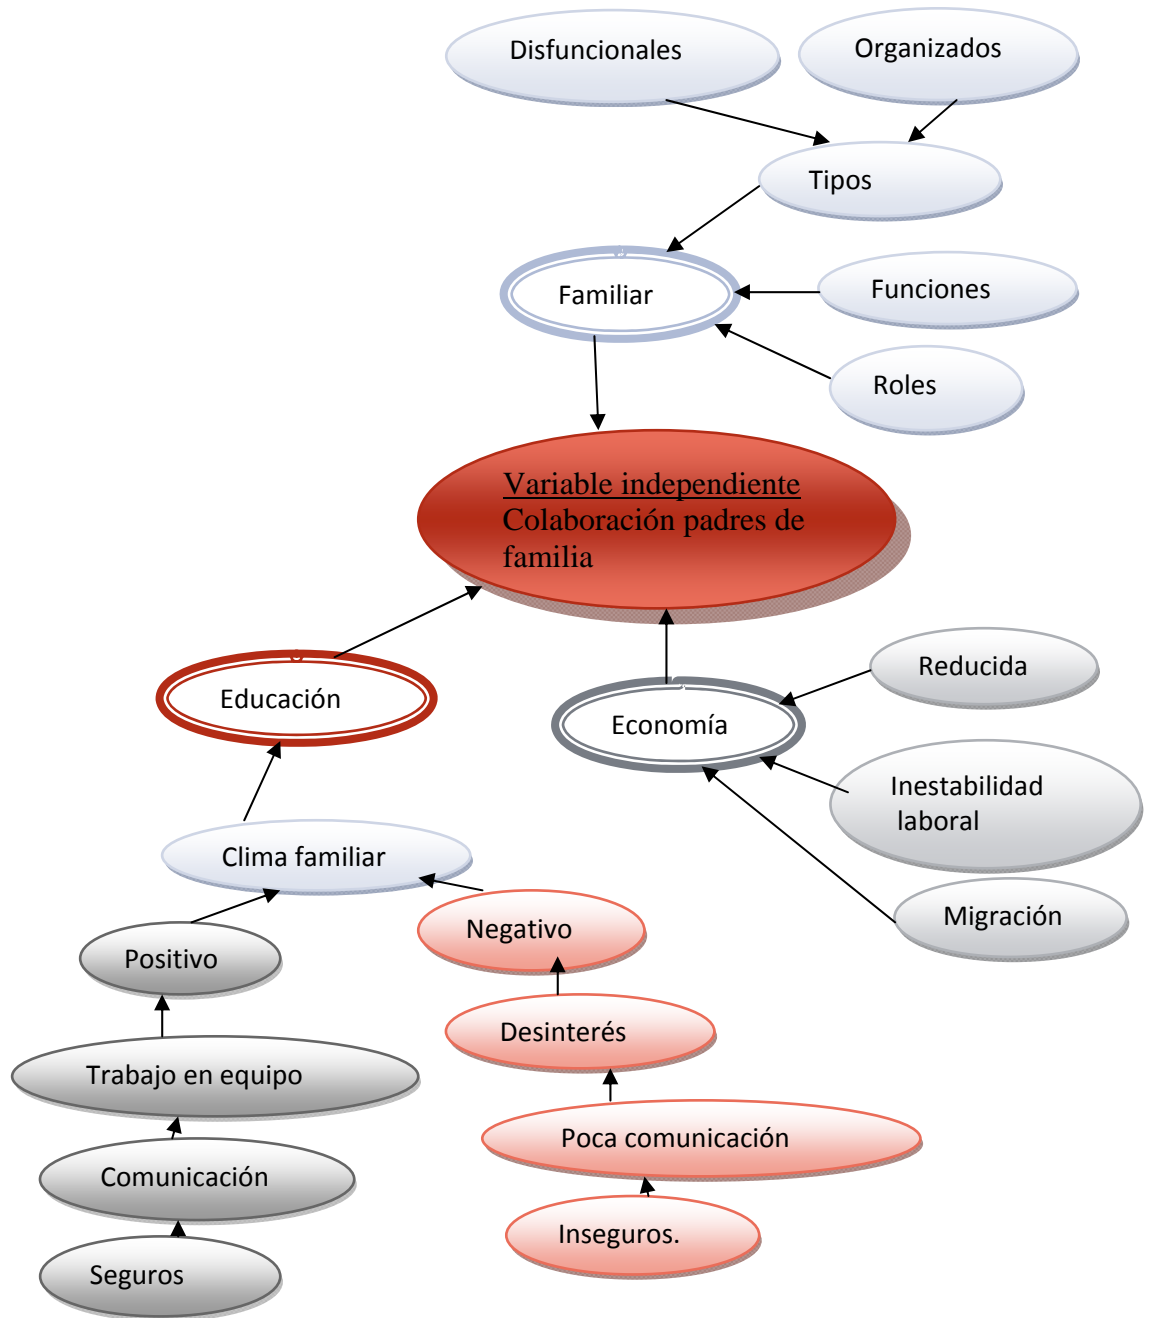 Disfuncionales
Organizados
Tipos
Familiar
Funciones
Roles
Variable independiente
Colaboración padres de
familia
Educación
Economía
Reducida
Inestabilidad
laboral
Migración
Clima familiar
Positivo
Negativo
Trabajo en equipo
Desinterés
Comunicación
Poca comunicación
Seguros
Inseguros.